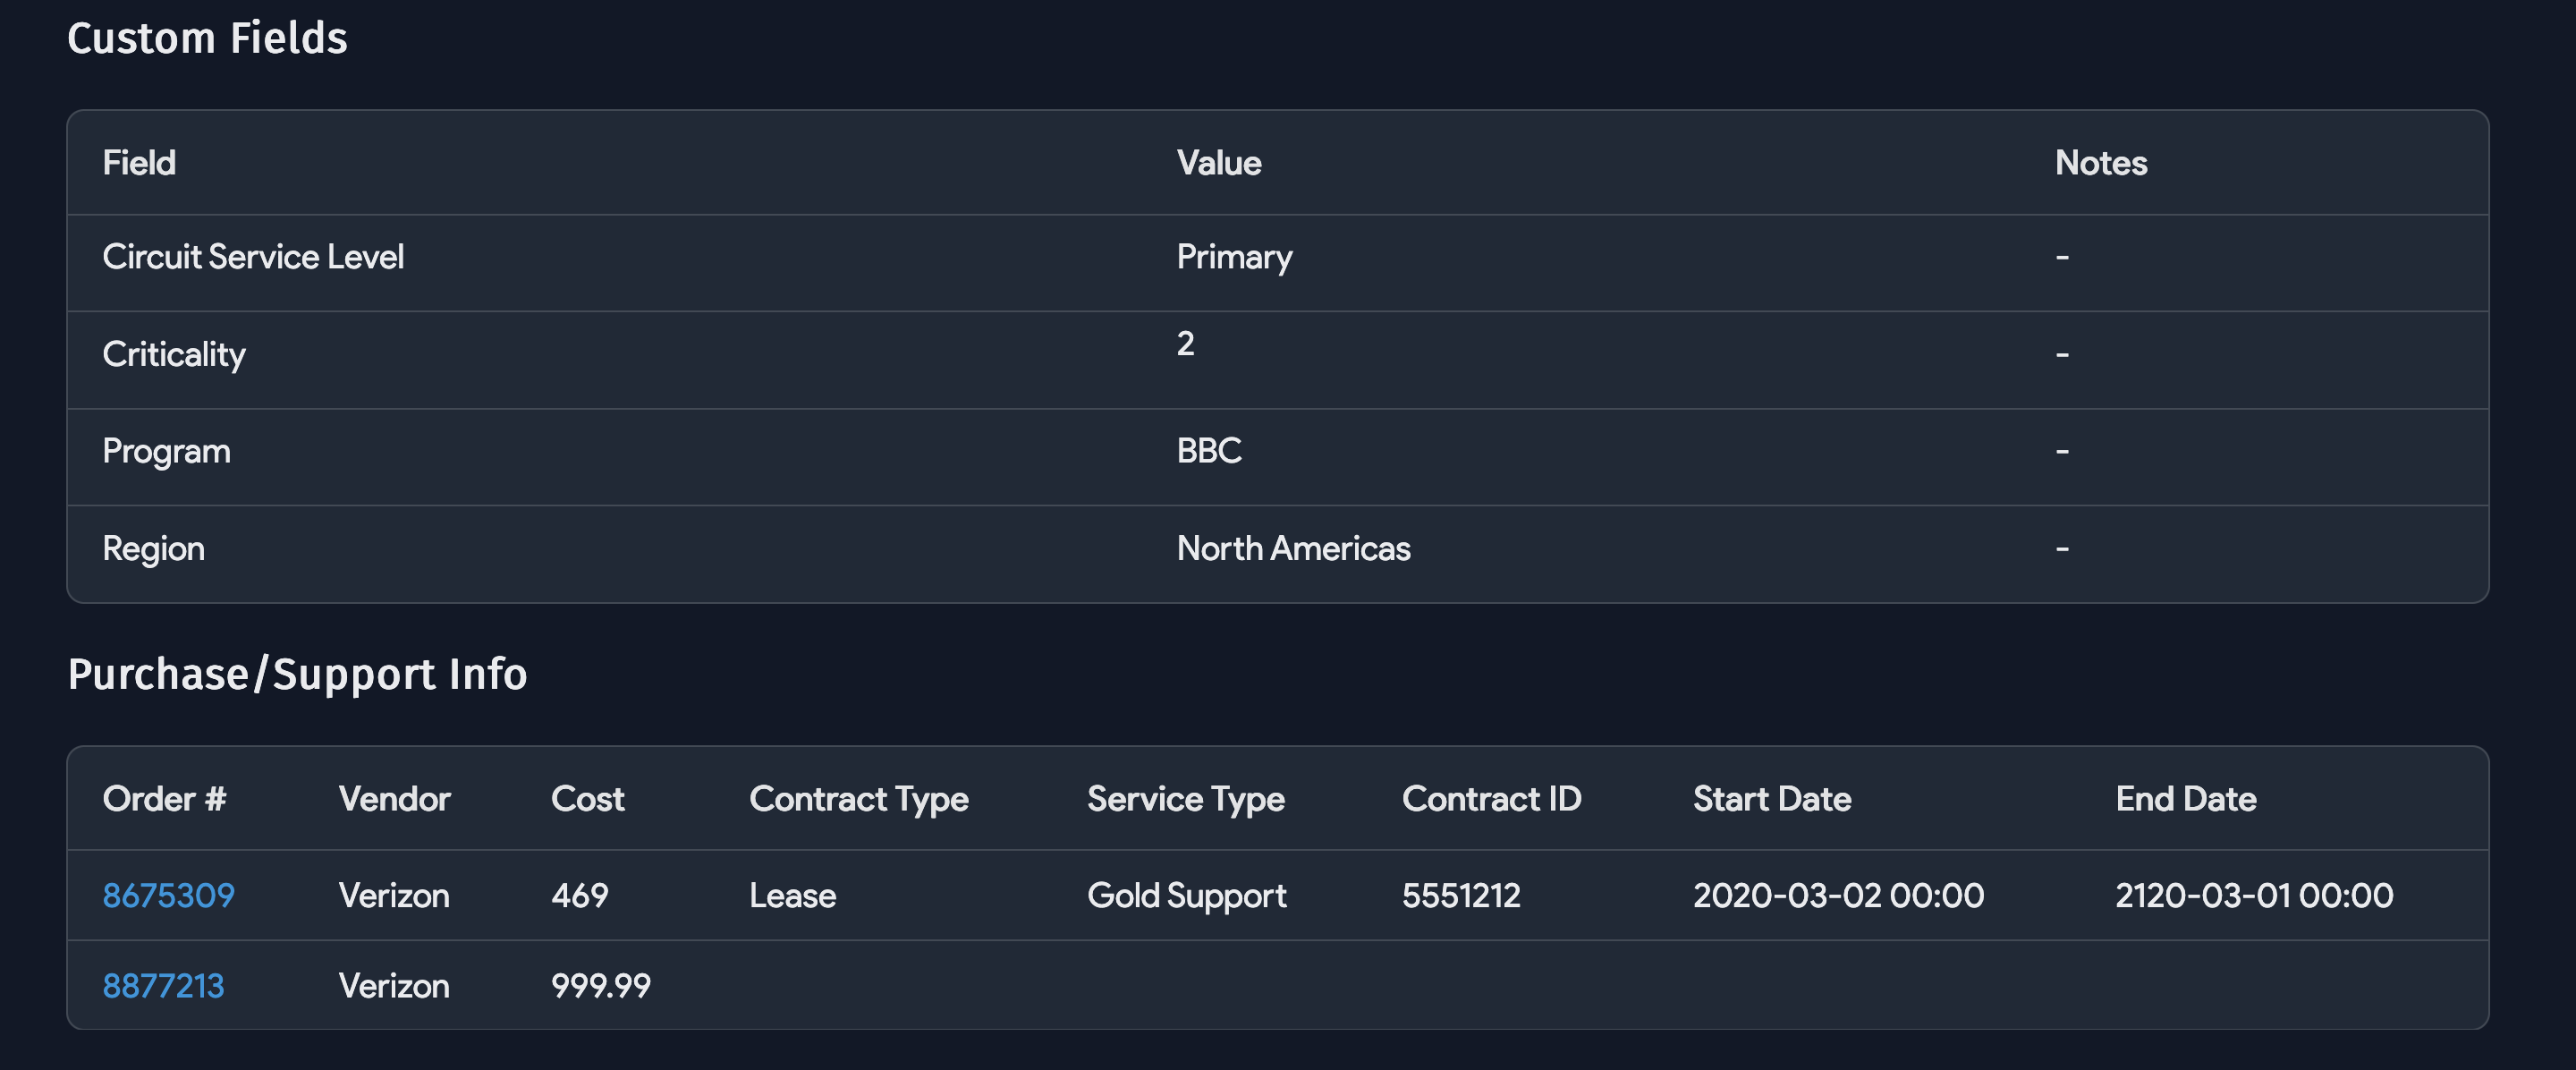 Custom Fields
Field Value Notes
Circuit Service Level Primary -
Criticality 2 -
Program BBC -
Region North Americas -
Purchase/Support Info
Order # Vendor Cost Contract Type Service Type Contract ID Start Date End Date
8675309 Verizon 469 Lease Gold Support 5551212 2020-03-02 00:00 2120-03-01 00:00
8877213 Verizon 999.99